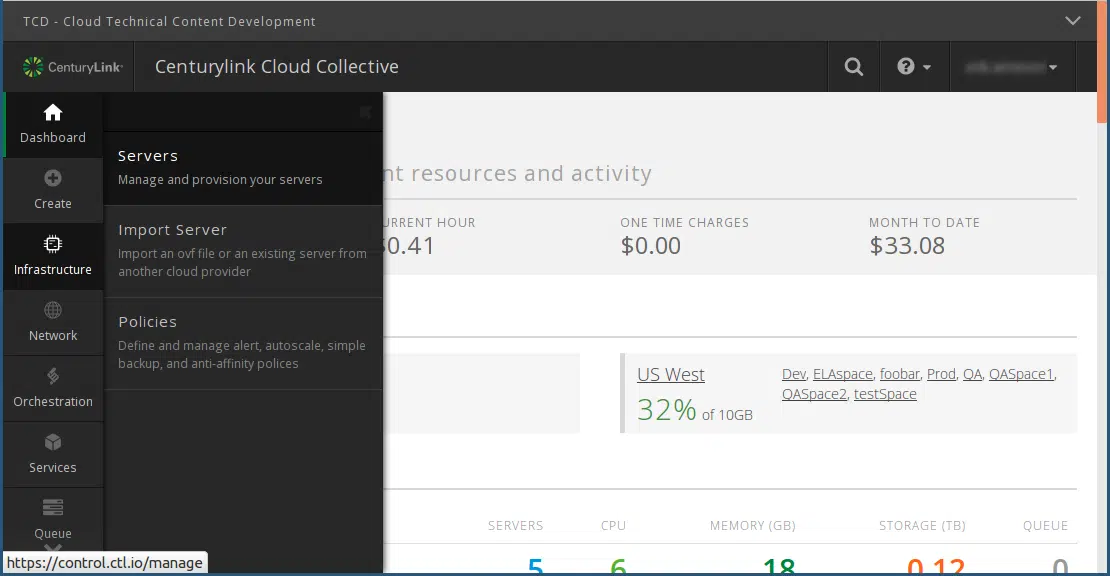 TCD - Cloud Technical Content Development
CenturyLink Centurylink Cloud Collective
Dashboard
Create
Infrastructure
Network
Orchestration
Services
Queue
Servers
Manage and provision your servers
Import Server
Import an ovf file or an existing server from
another cloud provider
Policies
Define and manage alert, autoscale, simple
backup, and anti-affinity polices
resources and activity
HOUR ONE TIME CHARGES MONTH TO DATE
0.41 $0.00 $33.08
US West
32% of 10GB
Dev, ELAspace, foobar, Prod, QA, QASpace1,
QASpace2, testSpace
SERVERS CPU MEMORY (GB) STORAGE (TB) QUEUE
5 6 18 0.12 0
https://control.ctl.io/manage